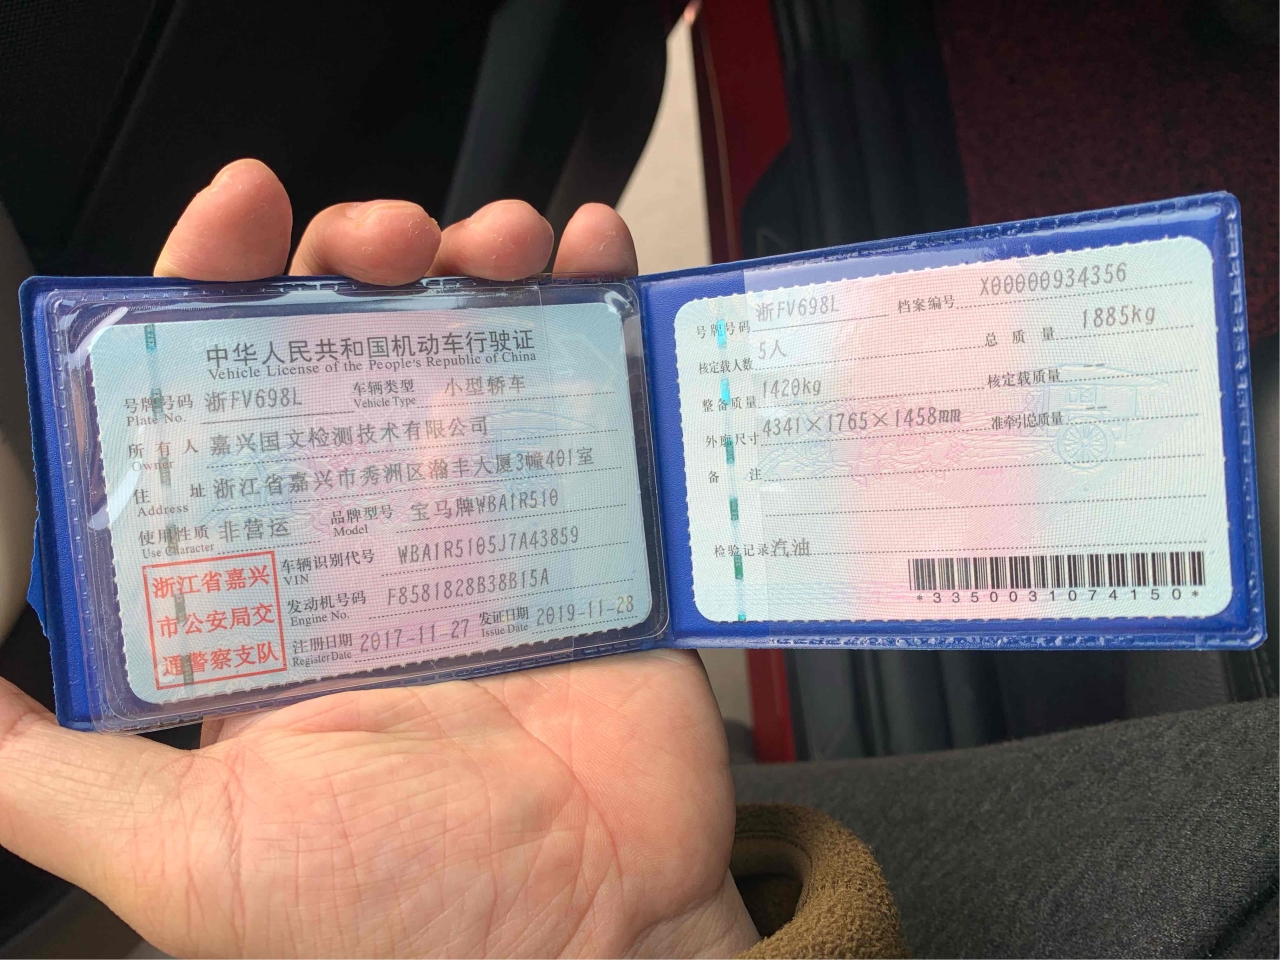 中华人民共和国机动车行驶证
Vehicle License of the People's Republic of China
号牌号码 浙FV698L 车辆类型 小型轿车
Plate No. Vehicle Type
所有人 嘉兴国文检测技术有限公司
Owner
住址 浙江省嘉兴市秀洲区瀚丰大厦3幢401室
Address
使用性质 非营运 品牌型号 宝马牌WBA1R510
Use Character Model
车辆识别代号 WBA1R5105J7A43859
VIN
发动机号码 F8581828B38B15A
Engine No.
注册日期 2017-11-27 发证日期 2019-11-28
Register Date Issue Date
浙江省嘉兴
市公安局交
通警察支队
号牌号码 浙FV698L 档案编号 X00000934356
核定载人数 5人 总质量 1885kg
整备质量 1420kg 核定载质量 --
外廓尺寸 4341×1765×1458mm 准牵引总质量 --
备注
检验记录 汽油
*3350031074150*